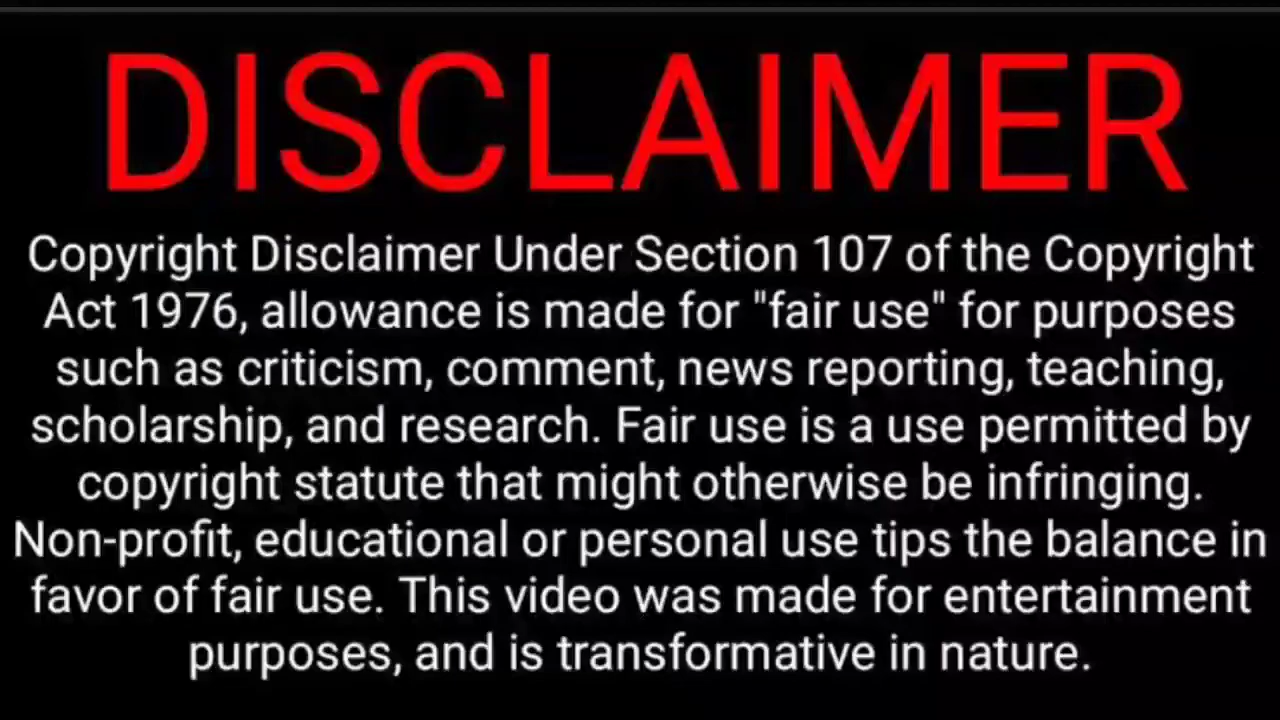 DISCLAIMER
Copyright Disclaimer Under Section 107 of the Copyright
Act 1976, allowance is made for "fair use" for purposes
such as criticism, comment, news reporting, teaching,
scholarship, and research. Fair use is a use permitted by
copyright statute that might otherwise be infringing.
Non-profit, educational or personal use tips the balance in
favor of fair use. This video was made for entertainment
purposes, and is transformative in nature.